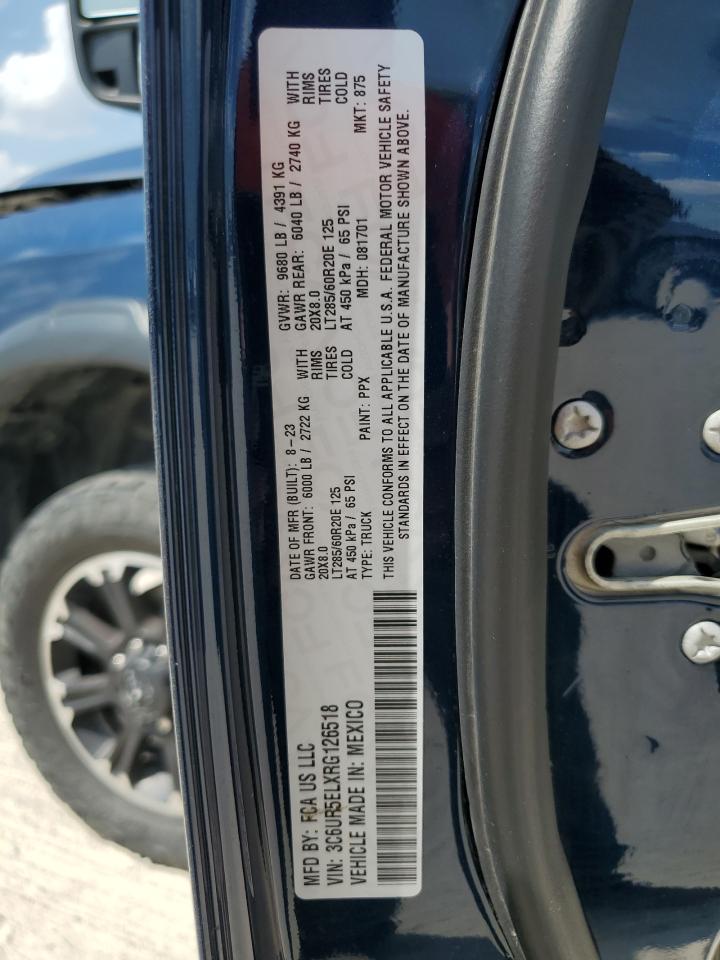 MFD BY: FCA US LLC
VIN: 3C6UR5ELXRG126518
VEHICLE MADE IN: MEXICO
DATE OF MFR (BUILT): 8-23 GVWR: 9680 LB / 4391 KG
GAWR FRONT: 6000 LB / 2722 KG WITH GAWR REAR: 6040 LB / 2740 KG WITH
20X8.0 RIMS 20X8.0 RIMS
LT285/60R20E 125 TIRES LT285/60R20E 125 TIRES
AT 450 kPa / 65 PSI COLD AT 450 kPa / 65 PSI COLD
TYPE: TRUCK PAINT: PPX MDH: 081701 MKT: 875
THIS VEHICLE CONFORMS TO ALL APPLICABLE U.S.A. FEDERAL MOTOR VEHICLE SAFETY
STANDARDS IN EFFECT ON THE DATE OF MANUFACTURE SHOWN ABOVE.